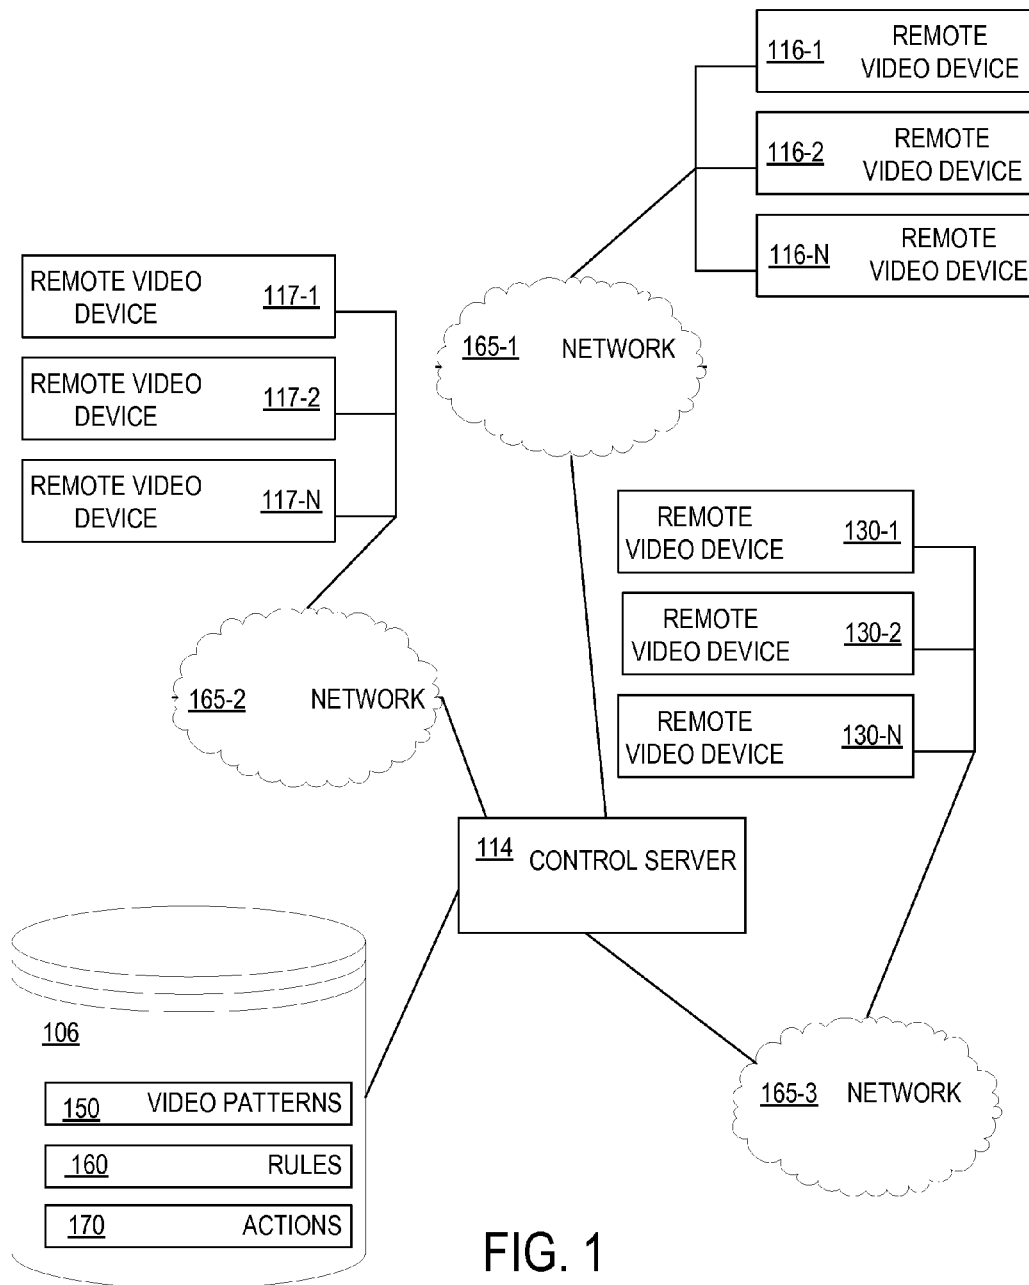 116-1 REMOTE
VIDEO DEVICE
116-2 REMOTE
VIDEO DEVICE
116-N REMOTE
VIDEO DEVICE
REMOTE VIDEO
DEVICE 117-1
REMOTE VIDEO
DEVICE 117-2
REMOTE VIDEO
DEVICE 117-N
165-1 NETWORK
REMOTE
VIDEO DEVICE 130-1
REMOTE
VIDEO DEVICE 130-2
REMOTE
VIDEO DEVICE 130-N
165-2 NETWORK
114 CONTROL SERVER
106
150 VIDEO PATTERNS
160 RULES
170 ACTIONS
165-3 NETWORK
FIG. 1